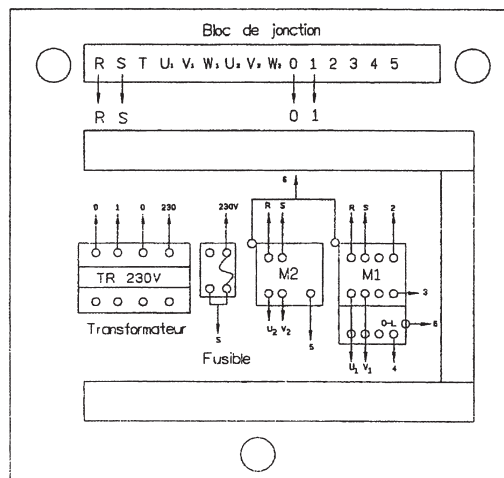 Bloc de jonction
R S T U₁ V₁ W₁ U₂ V₂ W₂ 0 1 2 3 4 5
R S 0 1
6
0 1 0 230 230V R S R S 2
TR 230V M2 M1
3
O-L 6
Transformateur U₂ V₂ 5
S U₁ V₁ 4
Fusible